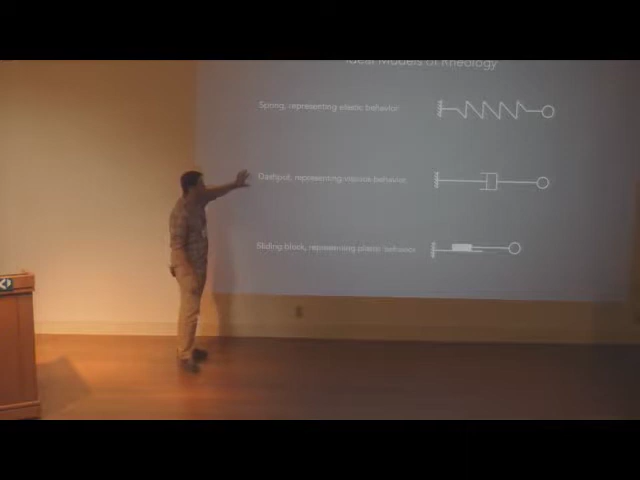 Ideal Models of Rheology
Spring, representing elastic behavior
Dashpot, representing viscous behavior
Sliding block, representing plastic behavior